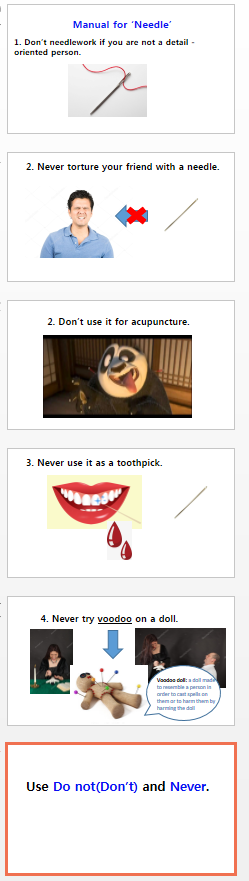 Manual for ‘Needle’
1. Don’t needlework if you are not a detail -
oriented person.
2. Never torture your friend with a needle.
2. Don’t use it for acupuncture.
3. Never use it as a toothpick.
4. Never try voodoo on a doll.
Voodoo doll: a doll made
to resemble a person in
order to cast spells on
them or to harm them by
harming the doll
Use Do not(Don’t) and Never.